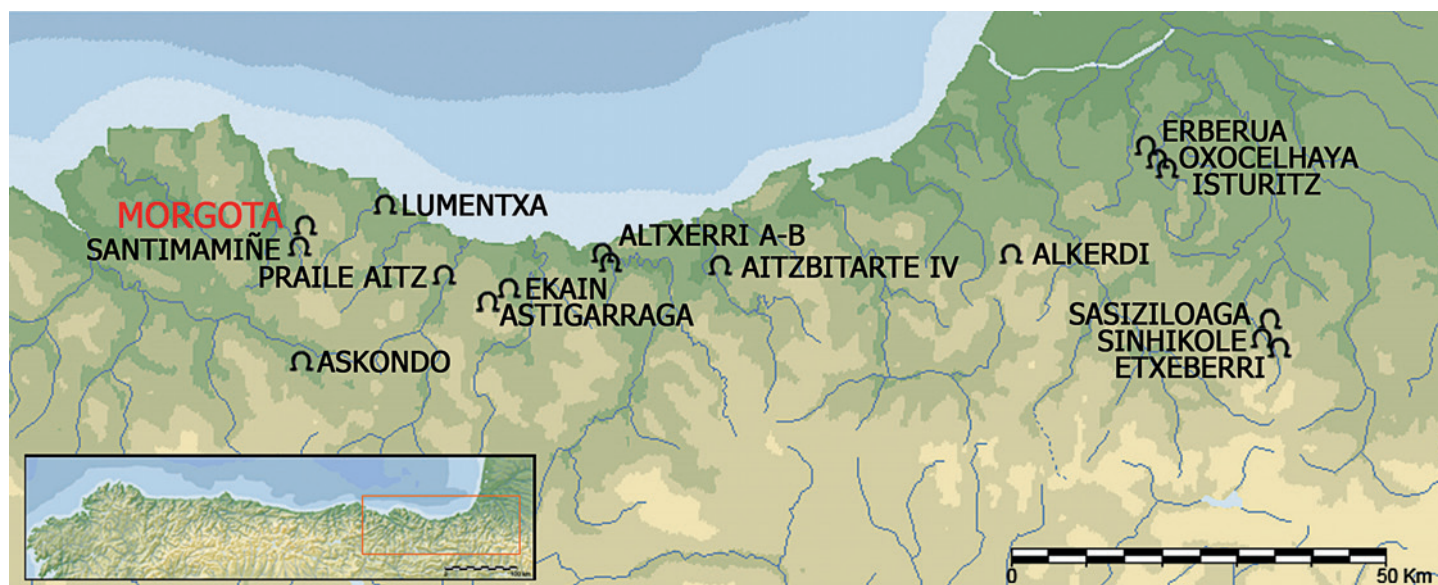 ERBERUA
OXOCELHAYA
ISTURITZ
LUMENTXA
MORGOTA
SANTIMAMIÑE
ALTXERRI A-B
ALKERDI
AITZBITARTE IV
PRAILE AITZ
EKAIN
ASTIGARRAGA
SASIZILOAGA
SINHIKOLE
ETXEBERRI
ASKONDO
0
50 Km